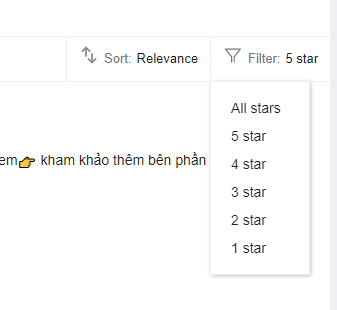 Sort: Relevance Filter: 5 star
All stars
5 star
em👉 kham khảo thêm bên phần
4 star
3 star
2 star
1 star